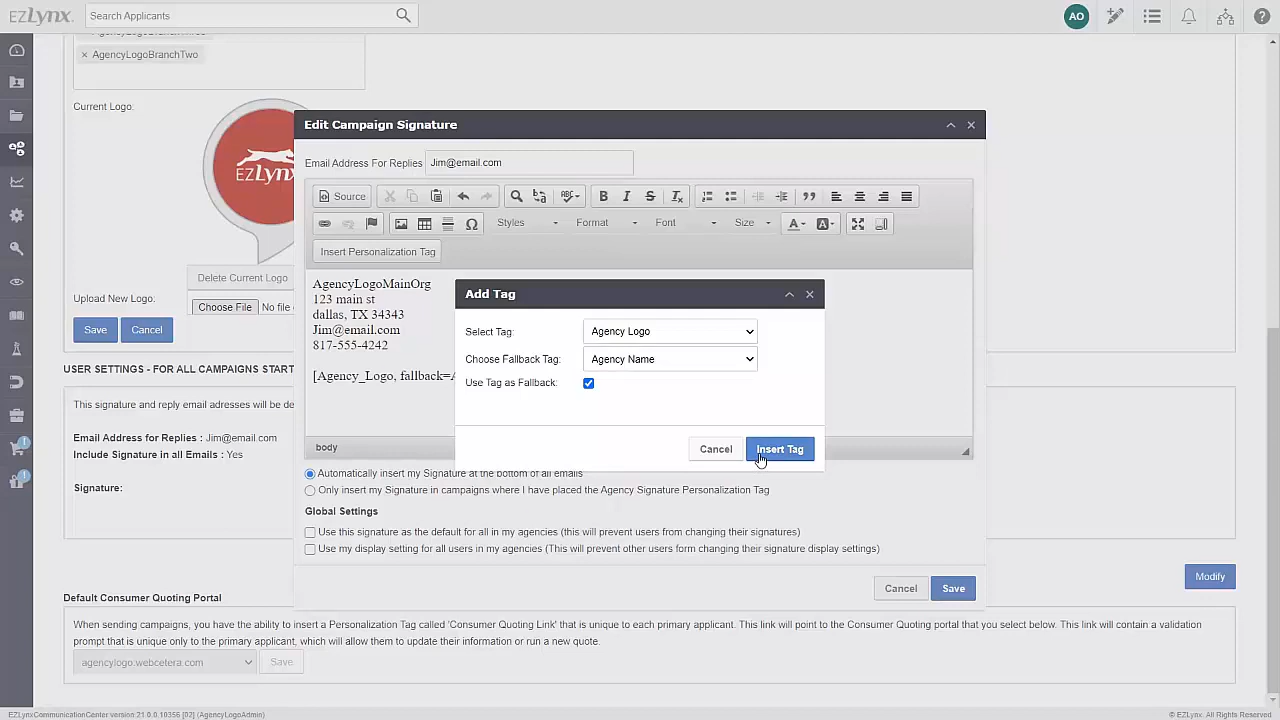 EZLynx
Search Applicants
AO
× AgencyLogoBranchTwo
Current Logo:
EZLynx
Delete Current Logo
Upload New Logo:
Choose File No file
Save Cancel
USER SETTINGS - FOR ALL CAMPAIGNS START
This signature and reply email adresses will be de
Email Address for Replies : Jim@email.com
Include Signature in all Emails : Yes
Signature:
Modify
Default Consumer Quoting Portal
When sending campaigns, you have the ability to insert a Personalization Tag called 'Consumer Quoting Link' that is unique to each primary applicant. This link will point to the Consumer Quoting portal that you select below. This link will contain a validation
prompt that is unique only to the primary applicant, which will allow them to update their information or run a new quote.
agencylogo.webcetera.com Save
Edit Campaign Signature
Email Address For Replies Jim@email.com
Source
Styles Format Font Size
Insert Personalization Tag
AgencyLogoMainOrg
123 main st
dallas, TX 34343
Jim@email.com
817-555-4242
[Agency_Logo, fallback=A
body
Automatically insert my Signature at the bottom of all emails
Only insert my Signature in campaigns where I have placed the Agency Signature Personalization Tag
Global Settings
Use this signature as the default for all in my agencies (this will prevent users from changing their signatures)
Use my display setting for all users in my agencies (This will prevent other users form changing their signature display settings)
Cancel Save
Add Tag
Select Tag: Agency Logo
Choose Fallback Tag: Agency Name
Use Tag as Fallback:
Cancel Insert Tag
EZLynxCommunicationCenter version 21.0.0.10356 [02] (AgencyLogoAdmin)
© EZLynx. All Rights Reserved